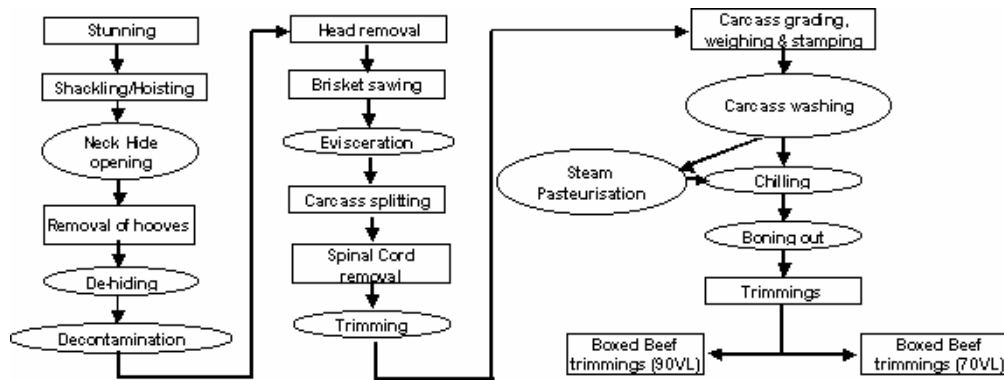 Stunning
Shackling/Hoisting
Neck Hide
opening
Removal of hooves
De-hiding
Decontamination
Head removal
Brisket sawing
Evisceration
Carcass splitting
Spinal Cord
removal
Trimming
Carcass grading,
weighing & stamping
Carcass washing
Steam
Pasteurisation
Chilling
Boning out
Trimmings
Boxed Beef
trimmings (90VL)
Boxed Beef
trimmings (70VL)